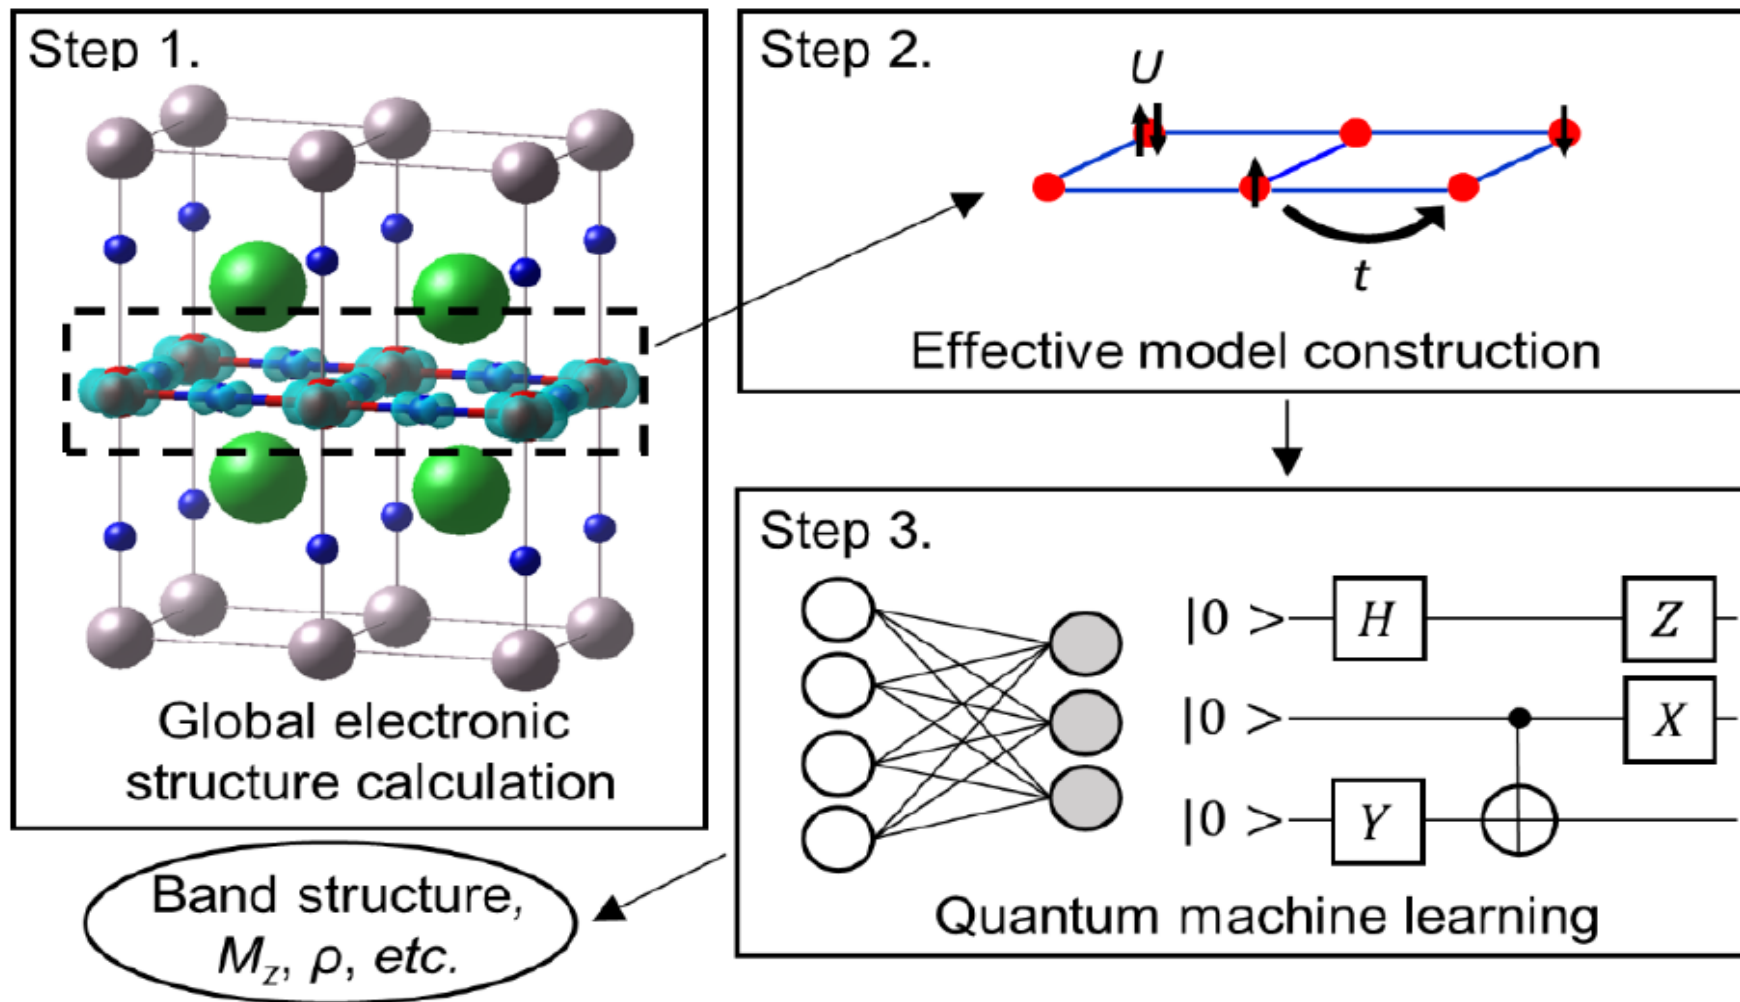 Step 1.
Global electronic
structure calculation
Step 2.
U
t
Effective model construction
Step 3.
|0 > H Z
|0 > X
|0 > Y
Quantum machine learning
Band structure,
Mz, ρ, etc.